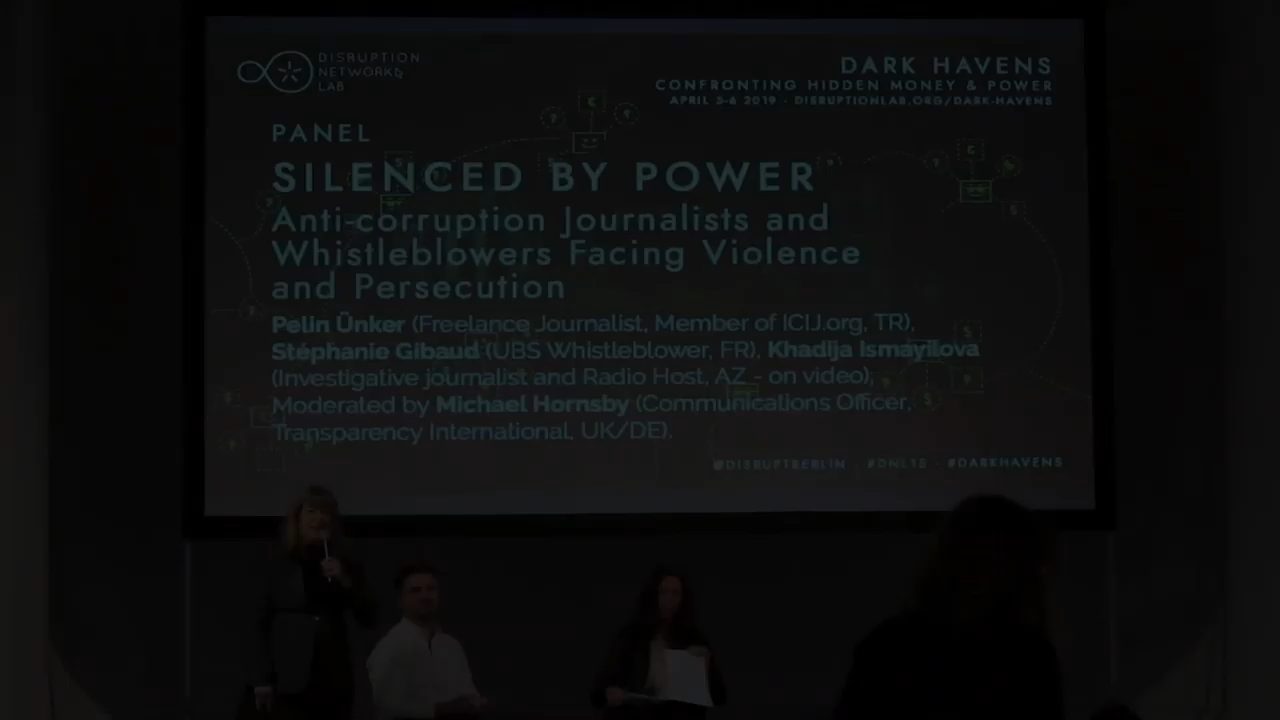 DISRUPTION
NETWORK
LAB
DARK HAVENS
CONFRONTING HIDDEN MONEY & POWER
APRIL 5-6 2019 · DISRUPTIONLAB.ORG/DARK-HAVENS
PANEL
SILENCED BY POWER
Anti-corruption Journalists and
Whistleblowers Facing Violence
and Persecution
Pelin Ünker (Freelance Journalist, Member of ICIJ.org, TR),
Stéphanie Gibaud (UBS Whistleblower, FR), Khadija Ismayilova
(Investigative journalist and Radio Host, AZ - on video),
Moderated by Michael Hornsby (Communications Officer,
Transparency International, UK/DE).
@DISRUPTBERLIN · #DNL15 · #DARKHAVENS